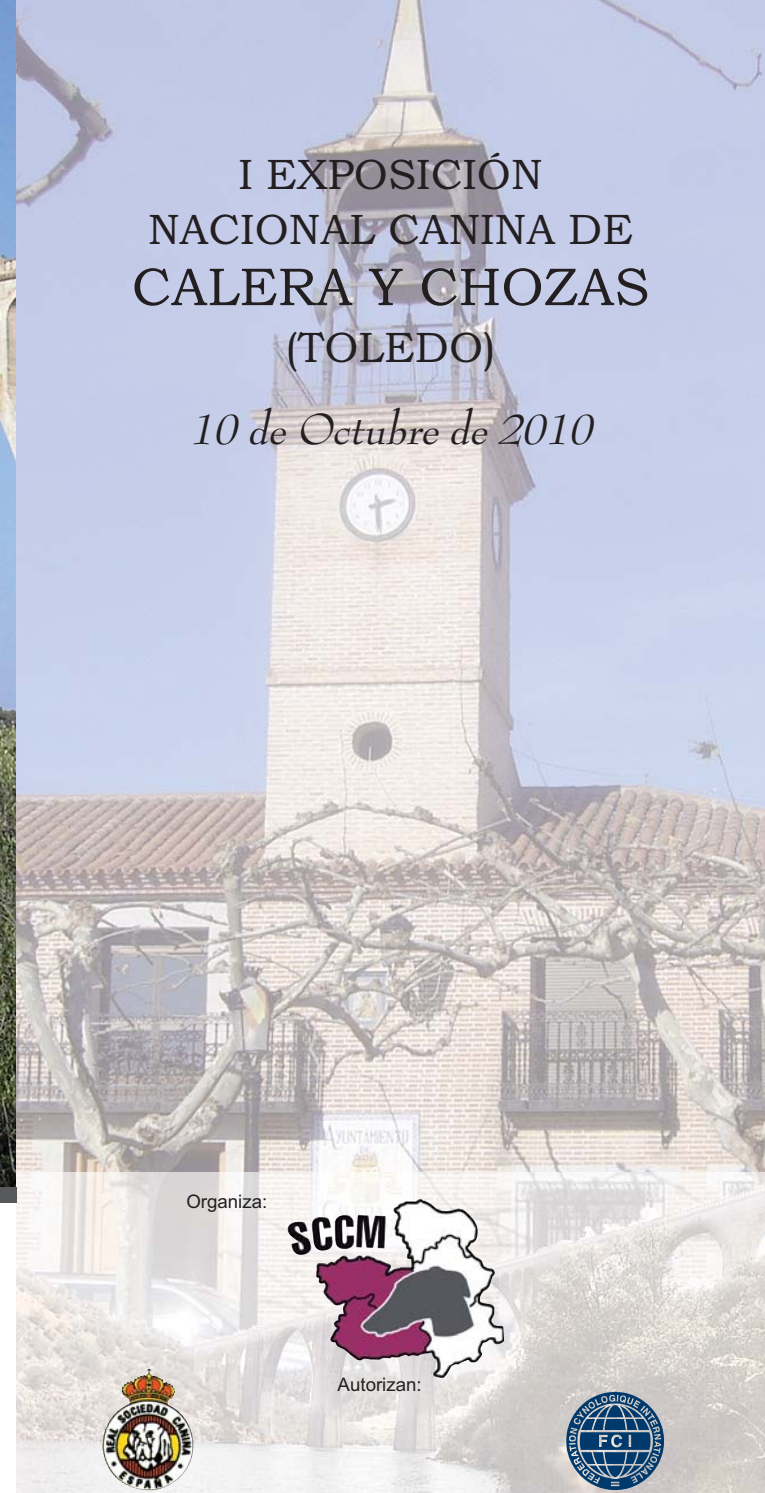 I EXPOSICIÓN
NACIONAL CANINA DE
CALERA Y CHOZAS
(TOLEDO)
10 de Octubre de 2010
AYUNTAMIENTO
DE
Organiza:
SCCM
Autorizan:
REAL SOCIEDAD CANINA
ESPAÑA
FEDERATION CYNOLOGIQUE INTERNATIONALE
FCI